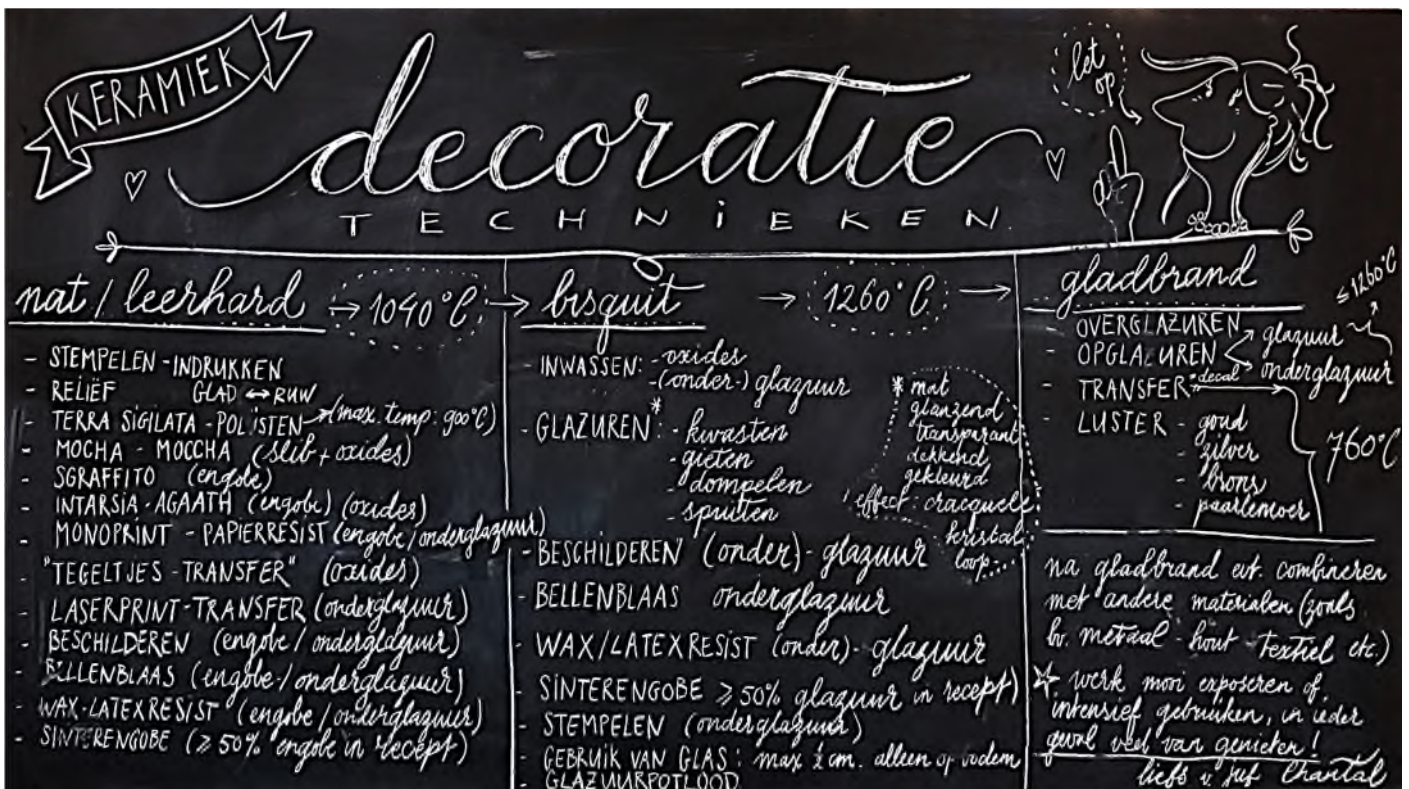 KERAMIEK
decoratie
TECHNIEKEN
let
op
nat / leerhard → 1040°C →
- STEMPELEN - INDRUKKEN
- RELIËF GLAD ↔ RUW
- TERRA SIGILATA - POLISTEN → (max. temp: 900°C)
- MOCHA - MOCCHA (slib + oxides)
- SGRAFFITO (engobe)
- INTARSIA - AGAATH (engobe) (oxides)
- MONOPRINT - PAPIERRESIST (engobe / onderglazuur)
- "TEGELTJES - TRANSFER" (oxides)
- LASERPRINT - TRANSFER (onderglazuur)
- BESCHILDEREN (engobe / onderglazuur)
- BELLENBLAAS (engobe - / onderglazuur)
- WAX - LATEXRESIST (engobe / onderglazuur)
- SINTERENGOBE (≥ 50% engobe in recept)
bisquit → 1260°C →
- INWASSEN: - oxides
- (onder-) glazuur
- GLAZUREN*: - kwasten
- gieten
- dompelen
- spuiten
* mat
glanzend
transparant
dekkend
gekleurd
effect: cracquele
kristal
loop
- BESCHILDEREN (onder) - glazuur
- BELLENBLAAS onderglazuur
- WAX/LATEXRESIST (onder) - glazuur
- SINTERENGOBE ≥ 50% glazuur in recept)
- STEMPELEN (onderglazuur)
- GEBRUIK VAN GLAS: max ½ cm. alleen op bodem
- GLAZUURPOTLOOD
gladbrand
≤ 1260°C
- OVERGLAZUREN → glazuur
- OPGLAZUREN < onderglazuur
- TRANSFER: decal
- LUSTER - goud
- zilver
- brons
- paarlemoer
760°C
na gladbrand evt. combineren
met andere materialen (zoals
bv. metaal - hout - textiel etc.)
☆ werk mooi exposeren of
intensief gebruiken, in ieder
geval veel van genieten!
liefs v. juf Chantal